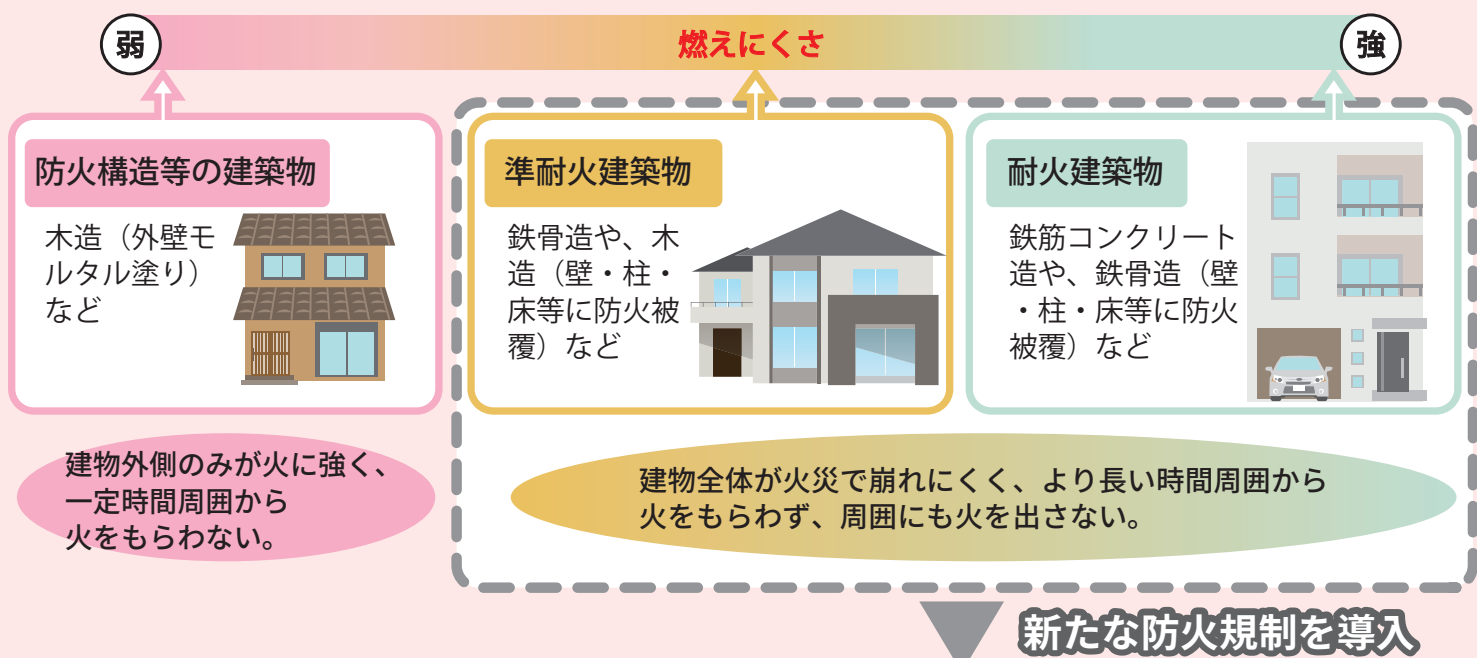 弱
燃えにくさ
強
防火構造等の建築物
木造（外壁モ
ルタル塗り）
など
準耐火建築物
鉄骨造や、木
造（壁・柱・
床等に防火被
覆）など
耐火建築物
鉄筋コンクリート
造や、鉄骨造（壁
・柱・床等に防火
被覆）など
建物外側のみが火に強く、
一定時間周囲から
火をもらわない。
建物全体が火災で崩れにくく、より長い時間周囲から
火をもらわず、周囲にも火を出さない。
新たな防火規制を導入